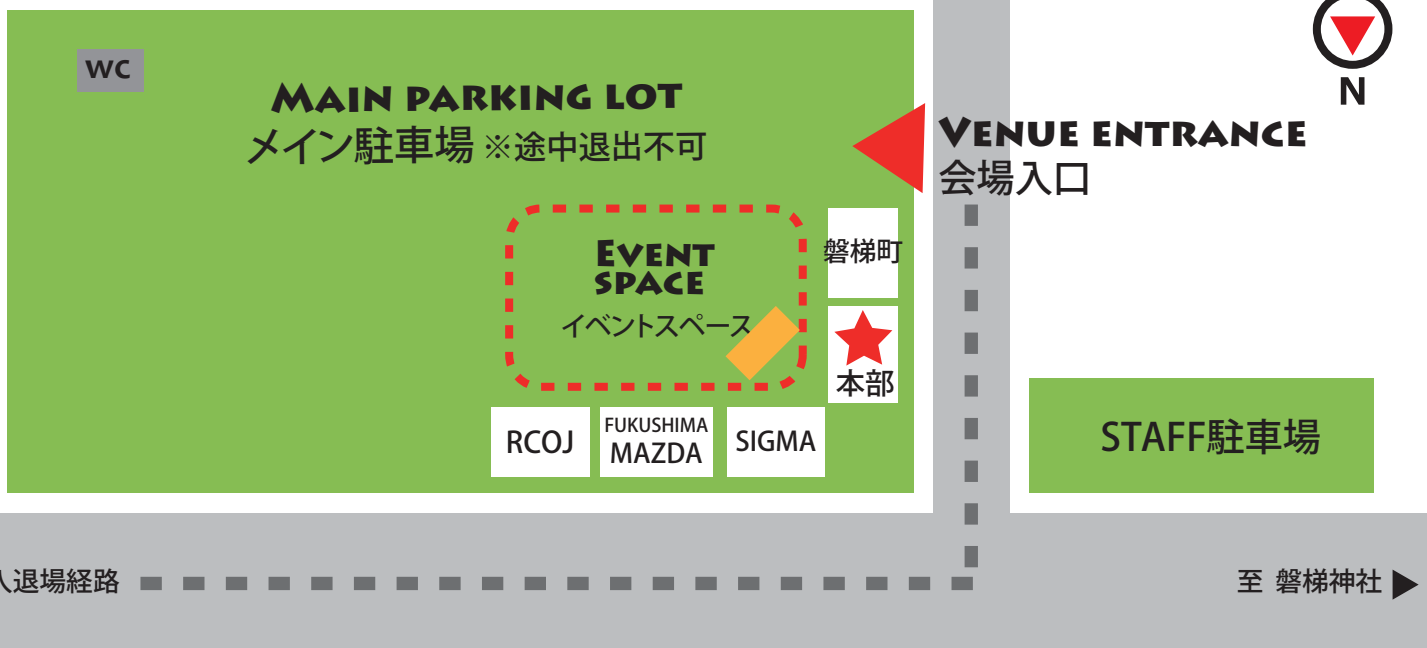 WC
N
MAIN PARKING LOT
メイン駐車場 ※途中退出不可
VENUE ENTRANCE
会場入口
EVENT
SPACE
イベントスペース
磐梯町
本部
RCOJ
FUKUSHIMA
MAZDA
SIGMA
STAFF駐車場
入退場経路
至 磐梯神社